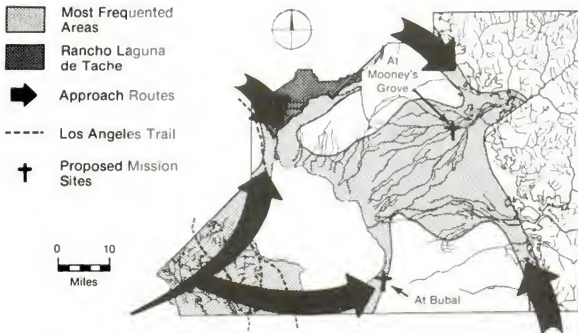 Most Frequented
Areas
Rancho Laguna
de Tache
Approach Routes
Los Angeles Trail
Proposed Mission
Sites
0 10
Miles
At
Mooney's
Grove
At Bubal